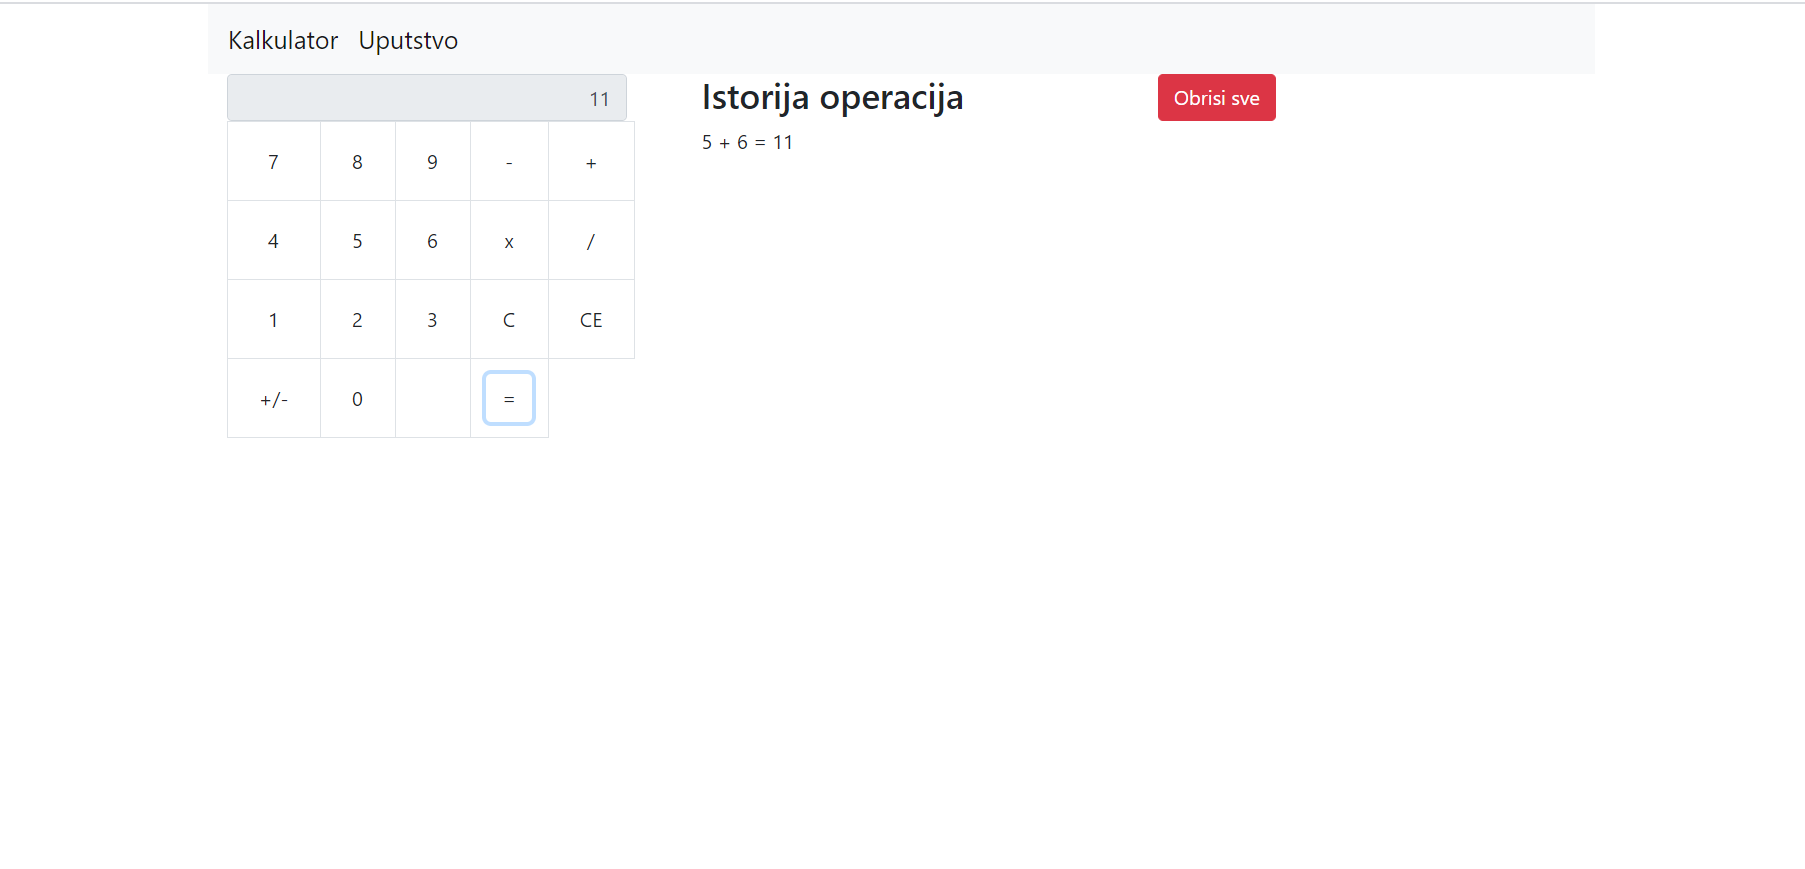 Kalkulator Uputstvo
11
7 8 9 - +
4 5 6 x /
1 2 3 C CE
+/- 0 =
Istorija operacija
Obrisi sve
5 + 6 = 11